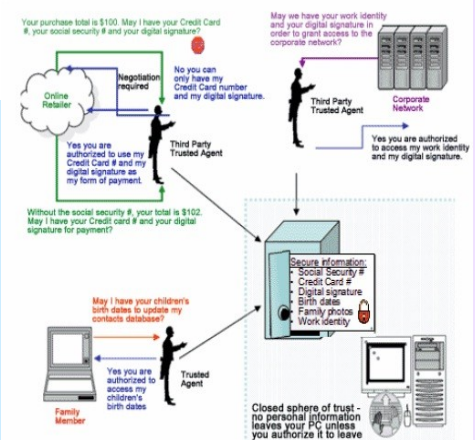 Your purchase total is $100. May I have your Credit Card
#, your social security # and your digital signature?
May we have your work identity
and your digital signature in
order to grant access to the
corporate network?
Negotiation
required
No you can
only have my
Credit Card number
and my digital signature.
Online
Retailer
Third Party
Trusted Agent
Corporate
Network
Third Party
Trusted Agent
Yes you are
authorized to use my
Credit Card # and my
digital signature as
my form of payment.
Yes you are authorized
to access my work identity
and my digital signature.
Without the social security #, your total is $102.
May I have your Credit card # and your digital
signature for payment?
Secure information:
· Social Security #
· Credit Card #
· Digital signature
· Birth dates
· Family photos
· Work identity
May I have your children's
birth dates to update my
contacts database?
Yes you are
authorized to
access my
children's
birth dates
Trusted
Agent
Family
Member
Closed sphere of trust -
no personal information
leaves your PC unless
you authorize it to leave